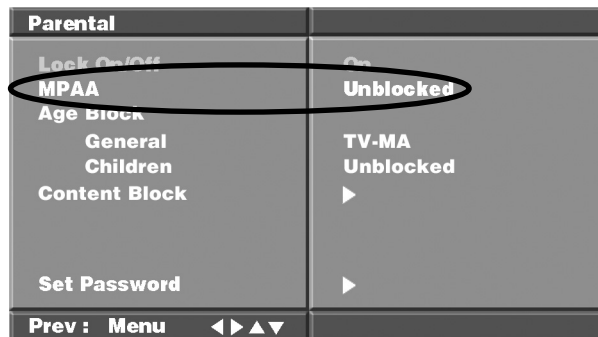 Parental
Lock On/Off On
MPAA Unblocked
Age Block
General TV-MA
Children Unblocked
Content Block ▶
Set Password ▶
Prev : Menu ◀▶▲▼